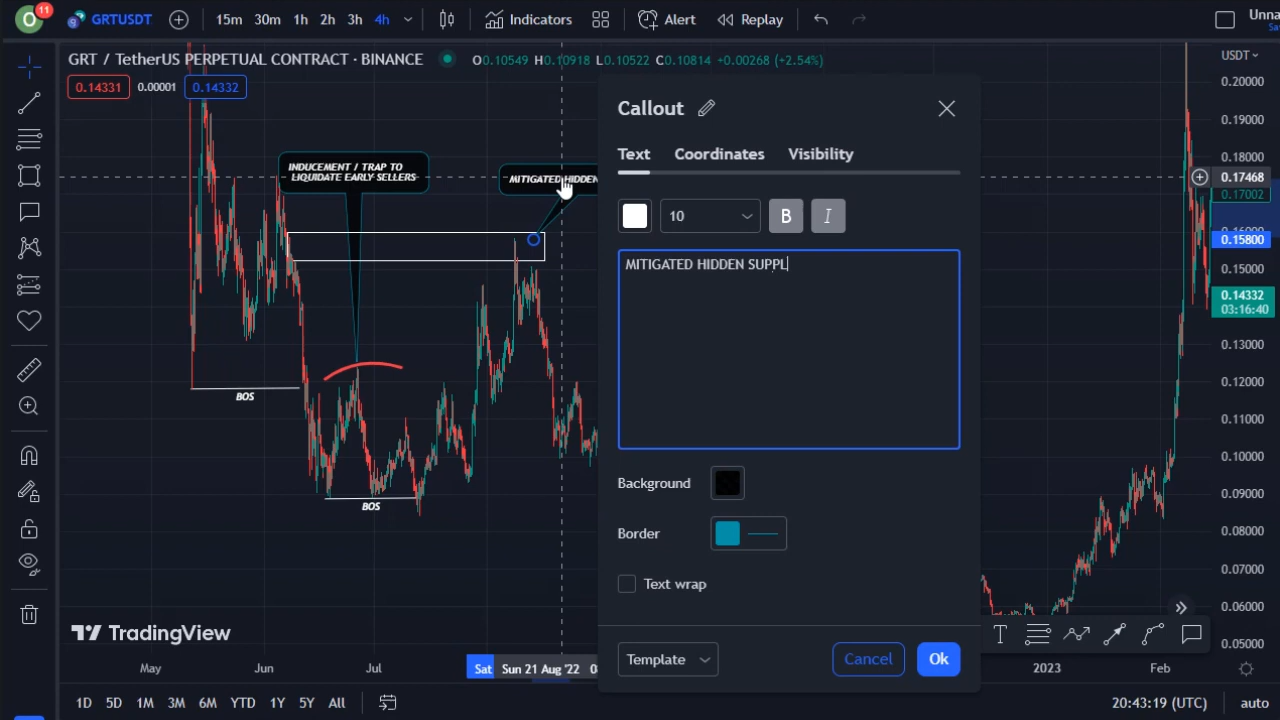 O
11
GRTUSDT
15m 30m 1h 2h 3h 4h
Indicators
Alert
Replay
Unna
GRT / TetherUS PERPETUAL CONTRACT · BINANCE
O0.10549 H0.10918 L0.10522 C0.10814 +0.00268 (+2.54%)
USDT
0.14331
0.00001
0.14332
INDUCEMENT / TRAP TO
LIQUIDATE EARLY SELLERS
MITIGATED HIDDEN
BOS
BOS
Callout
Text Coordinates Visibility
10
B
I
MITIGATED HIDDEN SUPPL
Background
Border
Text wrap
Template
Cancel
Ok
0.20000
0.19000
0.18000
0.17468
0.17002
0.15800
0.15000
0.14332
03:16:40
0.13000
0.12000
0.11000
0.10000
0.09000
0.08000
0.07000
0.06000
0.05000
TradingView
May Jun Jul Sat Sun 21 Aug '22 2023 Feb
1D 5D 1M 3M 6M YTD 1Y 5Y All
20:43:19 (UTC)
auto